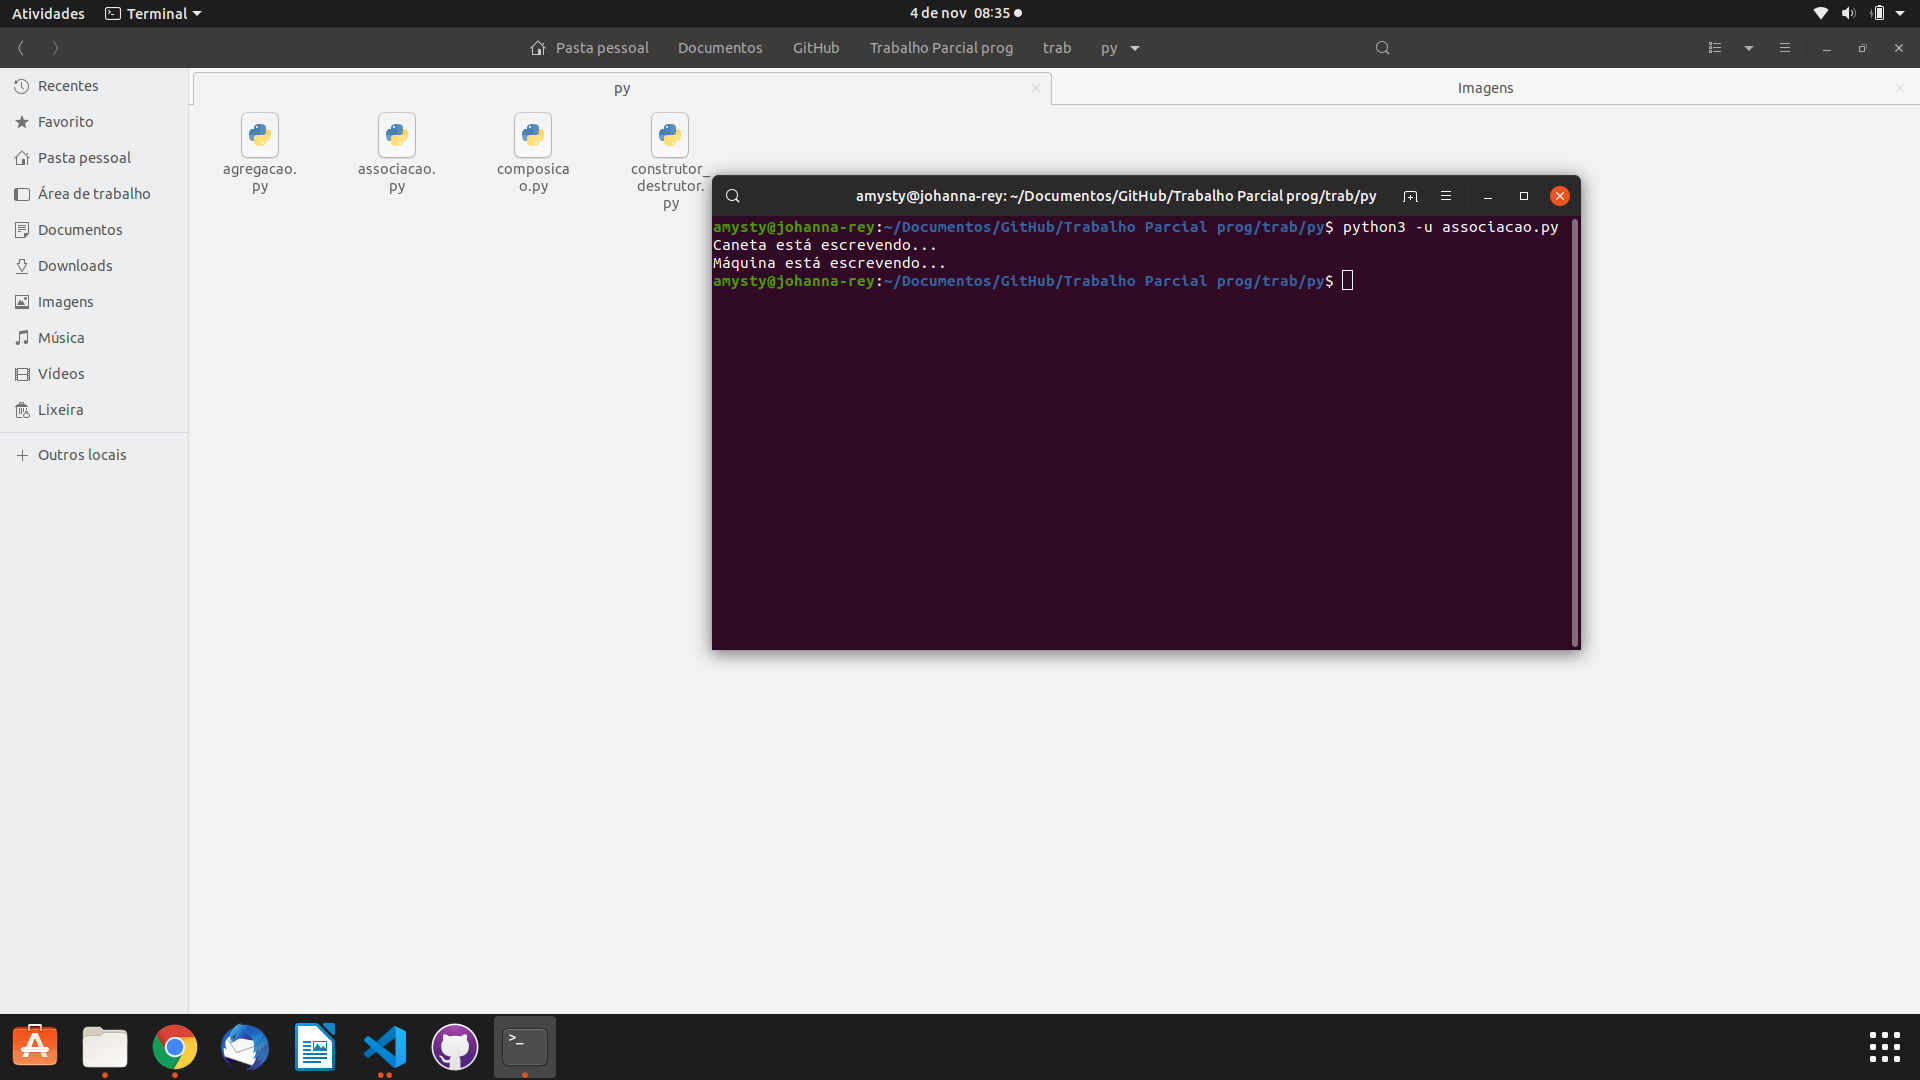 Atividades Terminal 4 de nov 08:35
Pasta pessoal Documentos GitHub Trabalho Parcial prog trab py
Recentes
Favorito
Pasta pessoal
Área de trabalho
Documentos
Downloads
Imagens
Música
Vídeos
Lixeira
Outros locais
py Imagens
agregacao.
py
associacao.
py
composica
o.py
construtor_
destrutor.
py
amysty@johanna-rey: ~/Documentos/GitHub/Trabalho Parcial prog/trab/py
amysty@johanna-rey:~/Documentos/GitHub/Trabalho Parcial prog/trab/py$ python3 -u associacao.py
Caneta está escrevendo...
Máquina está escrevendo...
amysty@johanna-rey:~/Documentos/GitHub/Trabalho Parcial prog/trab/py$